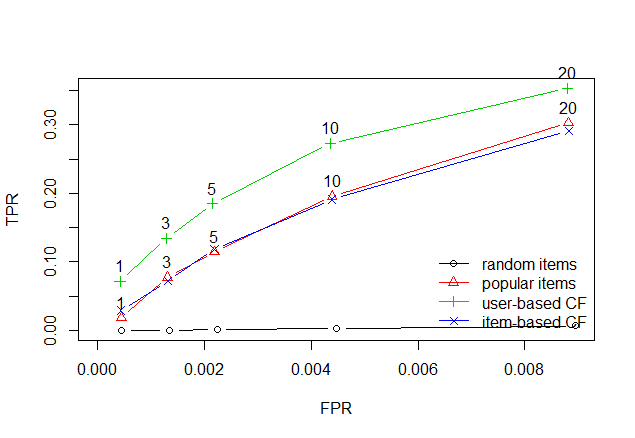 20
20
10
10
5
5
3
3
1
1
TPR
0.30
0.20
0.10
0.00
random items
popular items
user-based CF
item-based CF
0.000 0.002 0.004 0.006 0.008
FPR